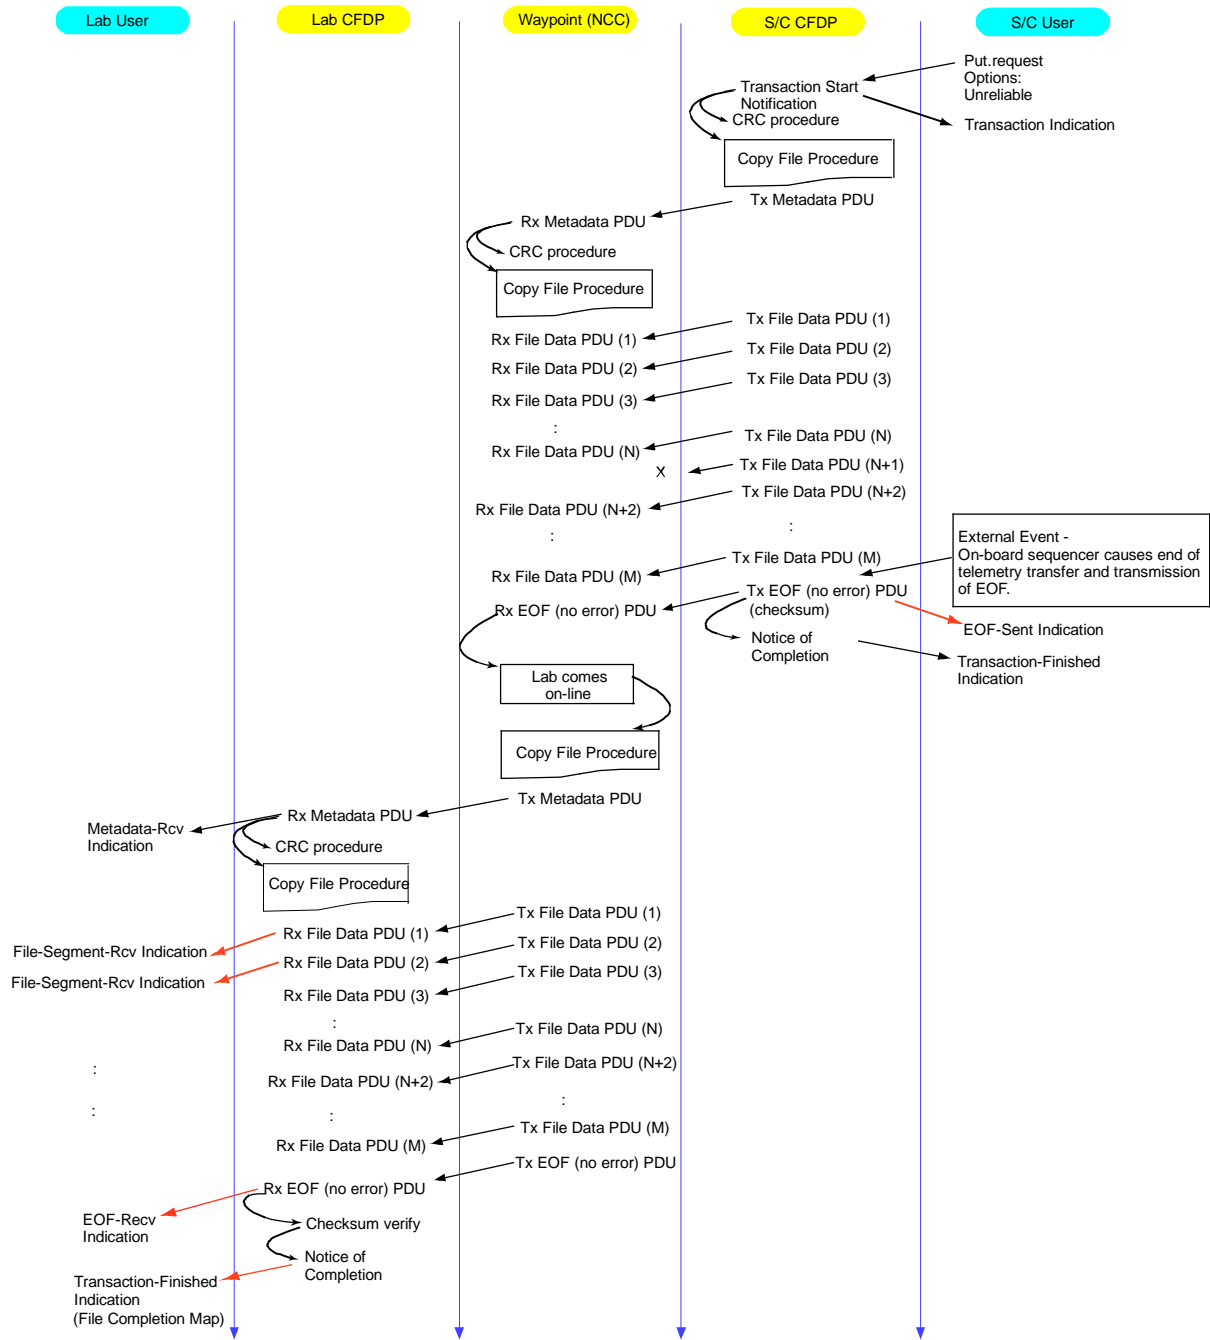 Lab User
Lab CFDP
Waypoint (NCC)
S/C CFDP
S/C User
Put.request
Options:
Unreliable
Transaction Start
Notification
CRC procedure
Transaction Indication
Copy File Procedure
Tx Metadata PDU
Rx Metadata PDU
CRC procedure
Copy File Procedure
Tx File Data PDU (1)
Rx File Data PDU (1)
Tx File Data PDU (2)
Rx File Data PDU (2)
Tx File Data PDU (3)
Rx File Data PDU (3)
:
Tx File Data PDU (N)
Rx File Data PDU (N)
Tx File Data PDU (N+1)
X
Tx File Data PDU (N+2)
Rx File Data PDU (N+2)
:
:
External Event -
On-board sequencer causes end of
telemetry transfer and transmission
of EOF.
Tx File Data PDU (M)
Rx File Data PDU (M)
Tx EOF (no error) PDU
(checksum)
Rx EOF (no error) PDU
EOF-Sent Indication
Notice of
Completion
Transaction-Finished
Indication
Lab comes
on-line
Copy File Procedure
Tx Metadata PDU
Rx Metadata PDU
Metadata-Rcv
Indication
CRC procedure
Copy File Procedure
Tx File Data PDU (1)
Rx File Data PDU (1)
File-Segment-Rcv Indication
Tx File Data PDU (2)
Rx File Data PDU (2)
File-Segment-Rcv Indication
Tx File Data PDU (3)
Rx File Data PDU (3)
:
Tx File Data PDU (N)
Rx File Data PDU (N)
:
Tx File Data PDU (N+2)
Rx File Data PDU (N+2)
:
:
:
Tx File Data PDU (M)
Rx File Data PDU (M)
Tx EOF (no error) PDU
Rx EOF (no error) PDU
EOF-Recv
Indication
Checksum verify
Notice of
Completion
Transaction-Finished
Indication
(File Completion Map)